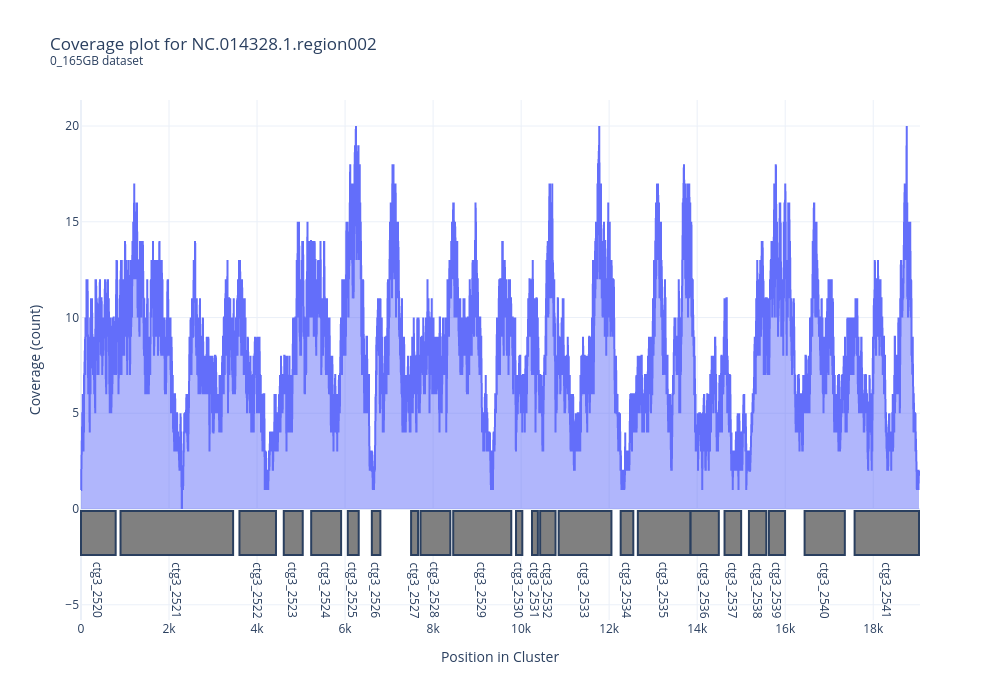 Coverage plot for NC.014328.1.region002
0_165GB dataset
20
15
10
5
0
−5
Coverage (count)
ctg3_2520
ctg3_2521
ctg3_2522
ctg3_2523
ctg3_2524
ctg3_2525
ctg3_2526
ctg3_2527
ctg3_2528
ctg3_2529
ctg3_2530
ctg3_2531
ctg3_2532
ctg3_2533
ctg3_2534
ctg3_2535
ctg3_2536
ctg3_2537
ctg3_2538
ctg3_2539
ctg3_2540
ctg3_2541
0 2k 4k 6k 8k 10k 12k 14k 16k 18k
Position in Cluster